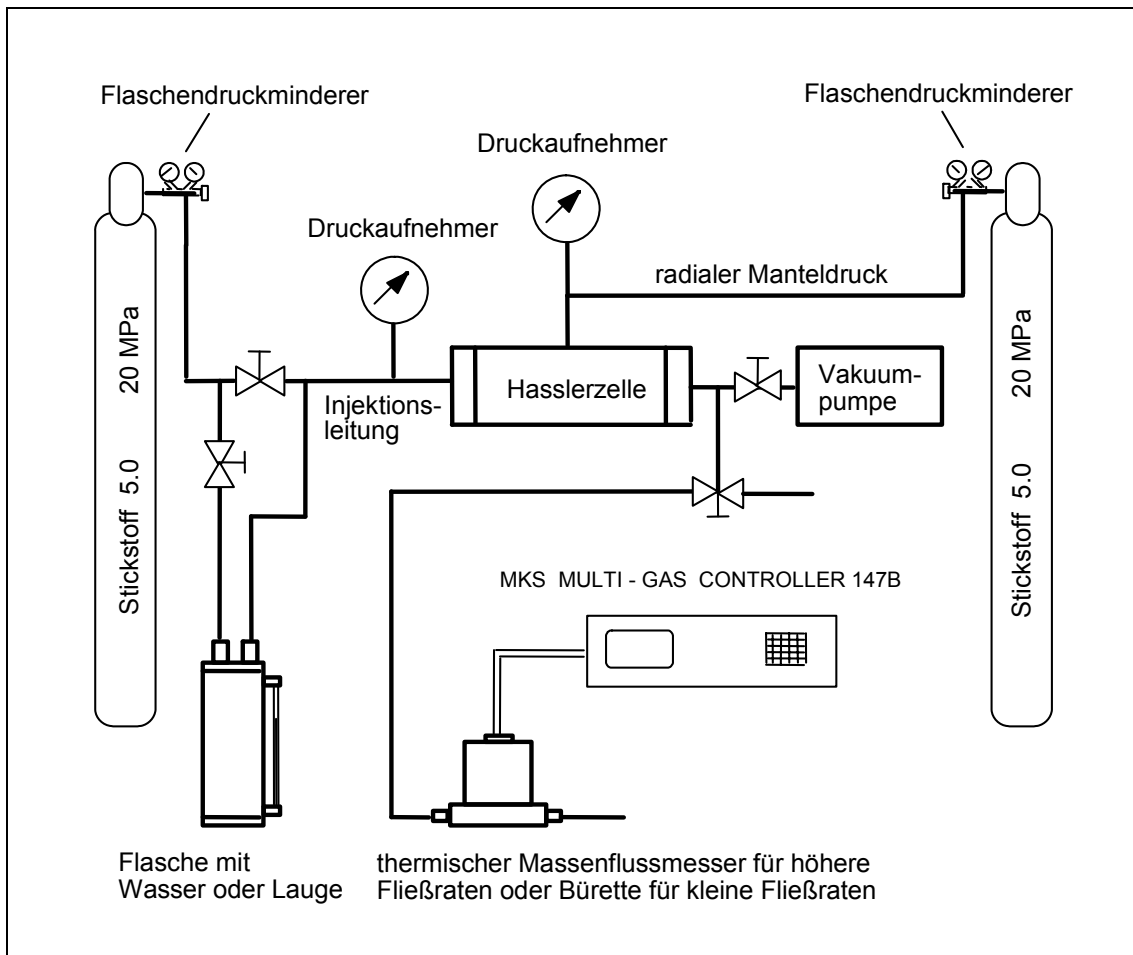 Flaschendruckminderer
Flaschendruckminderer
Druckaufnehmer
Druckaufnehmer
radialer Manteldruck
Stickstoff 5.0 20 MPa
Injektions-
leitung
Hasslerzelle
Vakuum-
pumpe
Stickstoff 5.0 20 MPa
MKS MULTI - GAS CONTROLLER 147B
Flasche mit
Wasser oder Lauge
thermischer Massenflussmesser für höhere
Fließraten oder Bürette für kleine Fließraten